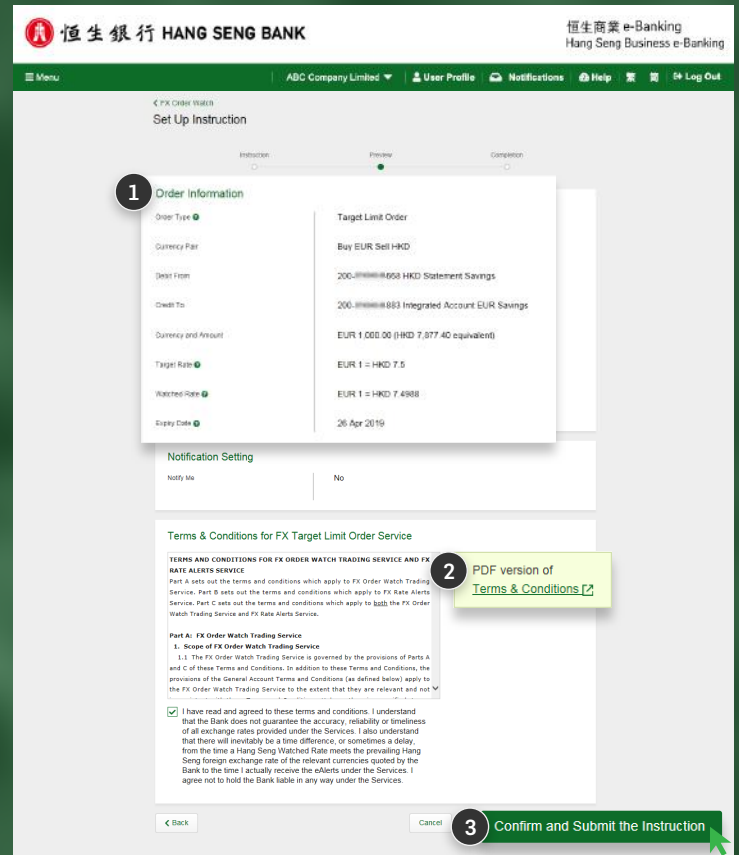 恒生銀行 HANG SENG BANK
恒生商業 e-Banking
Hang Seng Business e-Banking
Menu
ABC Company Limited
User Profile
Notifications
Help
繁
简
Log Out
FX Order Watch
Set Up Instruction
Instruction
Preview
Completion
1
Order Information
Order Type
Target Limit Order
Currency Pair
Buy EUR Sell HKD
Debit From
200- 668 HKD Statement Savings
Credit To
200- 883 Integrated Account EUR Savings
Currency and Amount
EUR 1,000.00 (HKD 7,877.40 equivalent)
Target Rate
EUR 1 = HKD 7.5
Watched Rate
EUR 1 = HKD 7.4988
Expiry Date
26 Apr 2019
Notification Setting
Notify Me
No
Terms & Conditions for FX Target Limit Order Service
TERMS AND CONDITIONS FOR FX ORDER WATCH TRADING SERVICE AND FX
RATE ALERTS SERVICE
Part A sets out the terms and conditions which apply to FX Order Watch Trading
Service. Part B sets out the terms and conditions which apply to FX Rate Alerts
Service. Part C sets out the terms and conditions which apply to both the FX Order
Watch Trading Service and FX Rate Alerts Service.
Part A: FX Order Watch Trading Service
1. Scope of FX Order Watch Trading Service
1.1 The FX Order Watch Trading Service is governed by the provisions of Parts A
and C of these Terms and Conditions. In addition to these Terms and Conditions, the
provisions of the General Account Terms and Conditions (as defined below) apply to
the FX Order Watch Trading Service to the extent that they are relevant and not
2
PDF version of
Terms & Conditions
I have read and agreed to these terms and conditions. I understand
that the Bank does not guarantee the accuracy, reliability or timeliness
of all exchange rates provided under the Services. I also understand
that there will inevitably be a time difference, or sometimes a delay,
from the time a Hang Seng Watched Rate meets the prevailing Hang
Seng foreign exchange rate of the relevant currencies quoted by the
Bank to the time I actually receive the eAlerts under the Services. I
agree not to hold the Bank liable in any way under the Services.
Back
Cancel
3
Confirm and Submit the Instruction